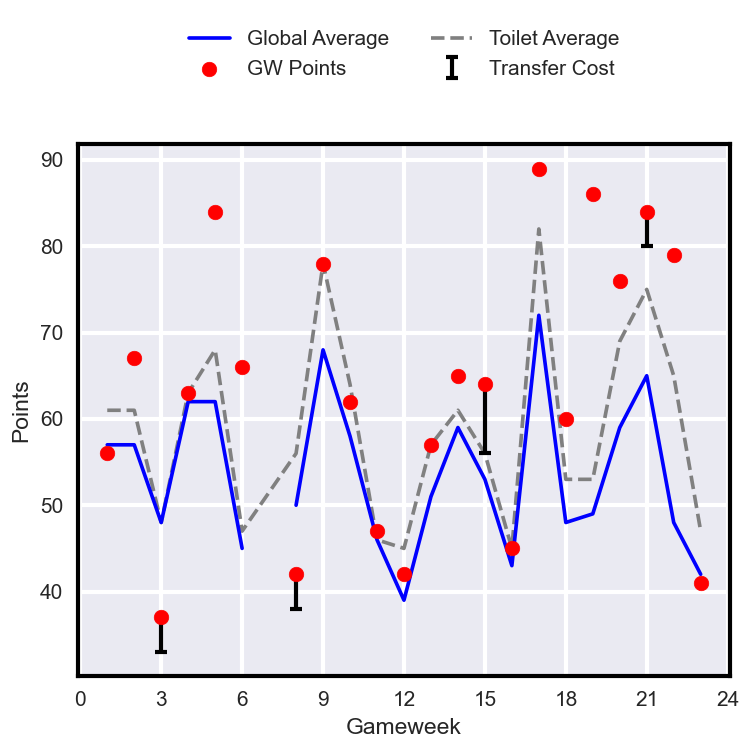 Global Average
Toilet Average
GW Points
Transfer Cost
90
80
70
60
50
40
Points
0 3 6 9 12 15 18 21 24
Gameweek